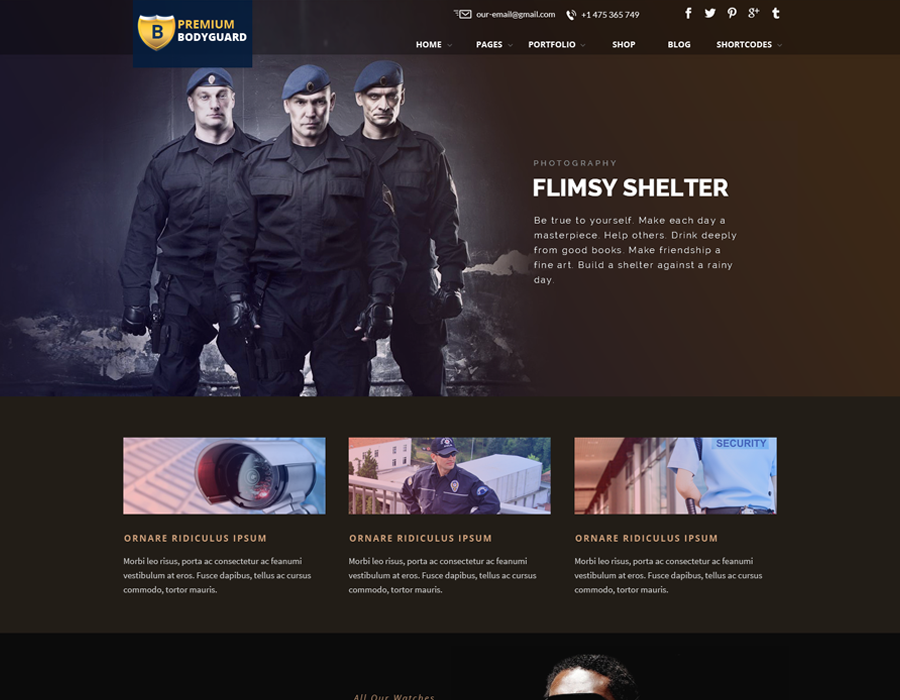 our-email@gmail.com
+1 475 365 749
B
PREMIUM
BODYGUARD
HOME
PAGES
PORTFOLIO
SHOP
BLOG
SHORTCODES
PHOTOGRAPHY
FLIMSY SHELTER
Be true to yourself. Make each day a
masterpiece. Help others. Drink deeply
from good books. Make friendship a
fine art. Build a shelter against a rainy
day.
SECURITY
ORNARE RIDICULUS IPSUM
Morbi leo risus, porta ac consectetur ac feanumi
vestibulum at eros. Fusce dapibus, tellus ac cursus
commodo, tortor mauris.
ORNARE RIDICULUS IPSUM
Morbi leo risus, porta ac consectetur ac feanumi
vestibulum at eros. Fusce dapibus, tellus ac cursus
commodo, tortor mauris.
ORNARE RIDICULUS IPSUM
Morbi leo risus, porta ac consectetur ac feanumi
vestibulum at eros. Fusce dapibus, tellus ac cursus
commodo, tortor mauris.
All Our Watches